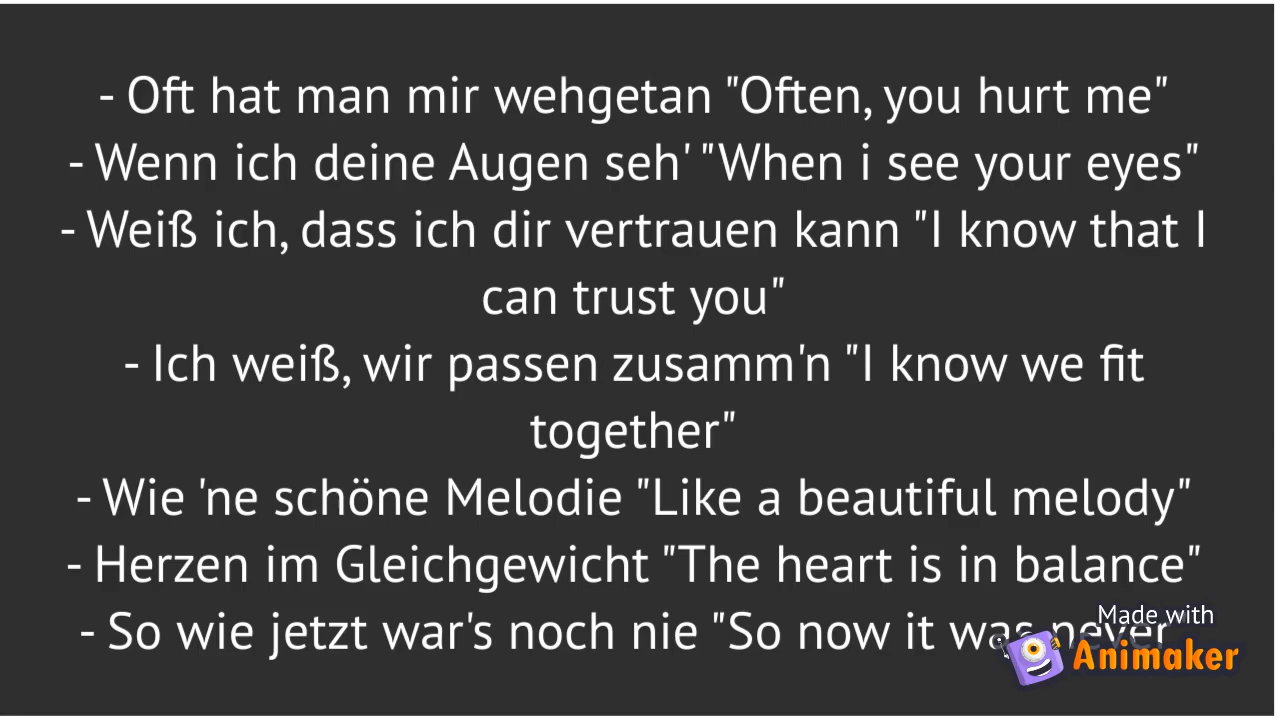 - Oft hat man mir wehgetan "Often, you hurt me"
- Wenn ich deine Augen seh' "When i see your eyes"
- Weiß ich, dass ich dir vertrauen kann "I know that I
can trust you"
- Ich weiß, wir passen zusamm'n "I know we fit
together"
- Wie 'ne schöne Melodie "Like a beautiful melody"
- Herzen im Gleichgewicht "The heart is in balance"
- So wie jetzt war's noch nie "So now it was never
Made with
Animaker